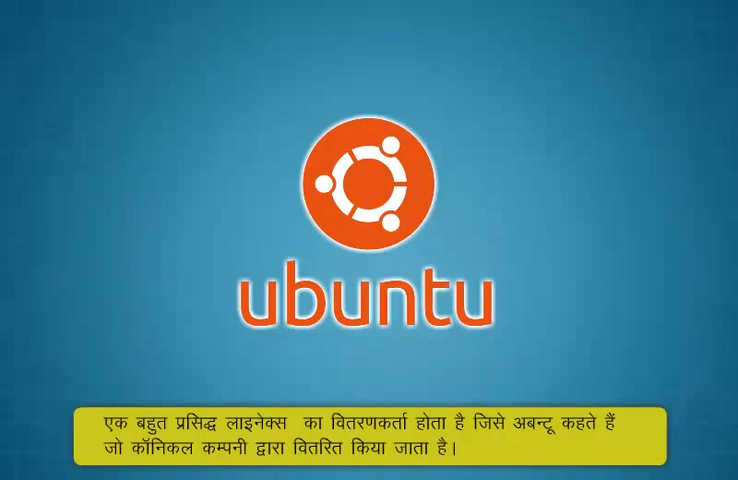 ubuntu
एक बहुत प्रसिद्ध लाइनेक्स का वितरणकर्ता होता है जिसे अबन्टू कहते हैं
जो कॉनिकल कम्पनी द्वारा वितरित किया जाता है।